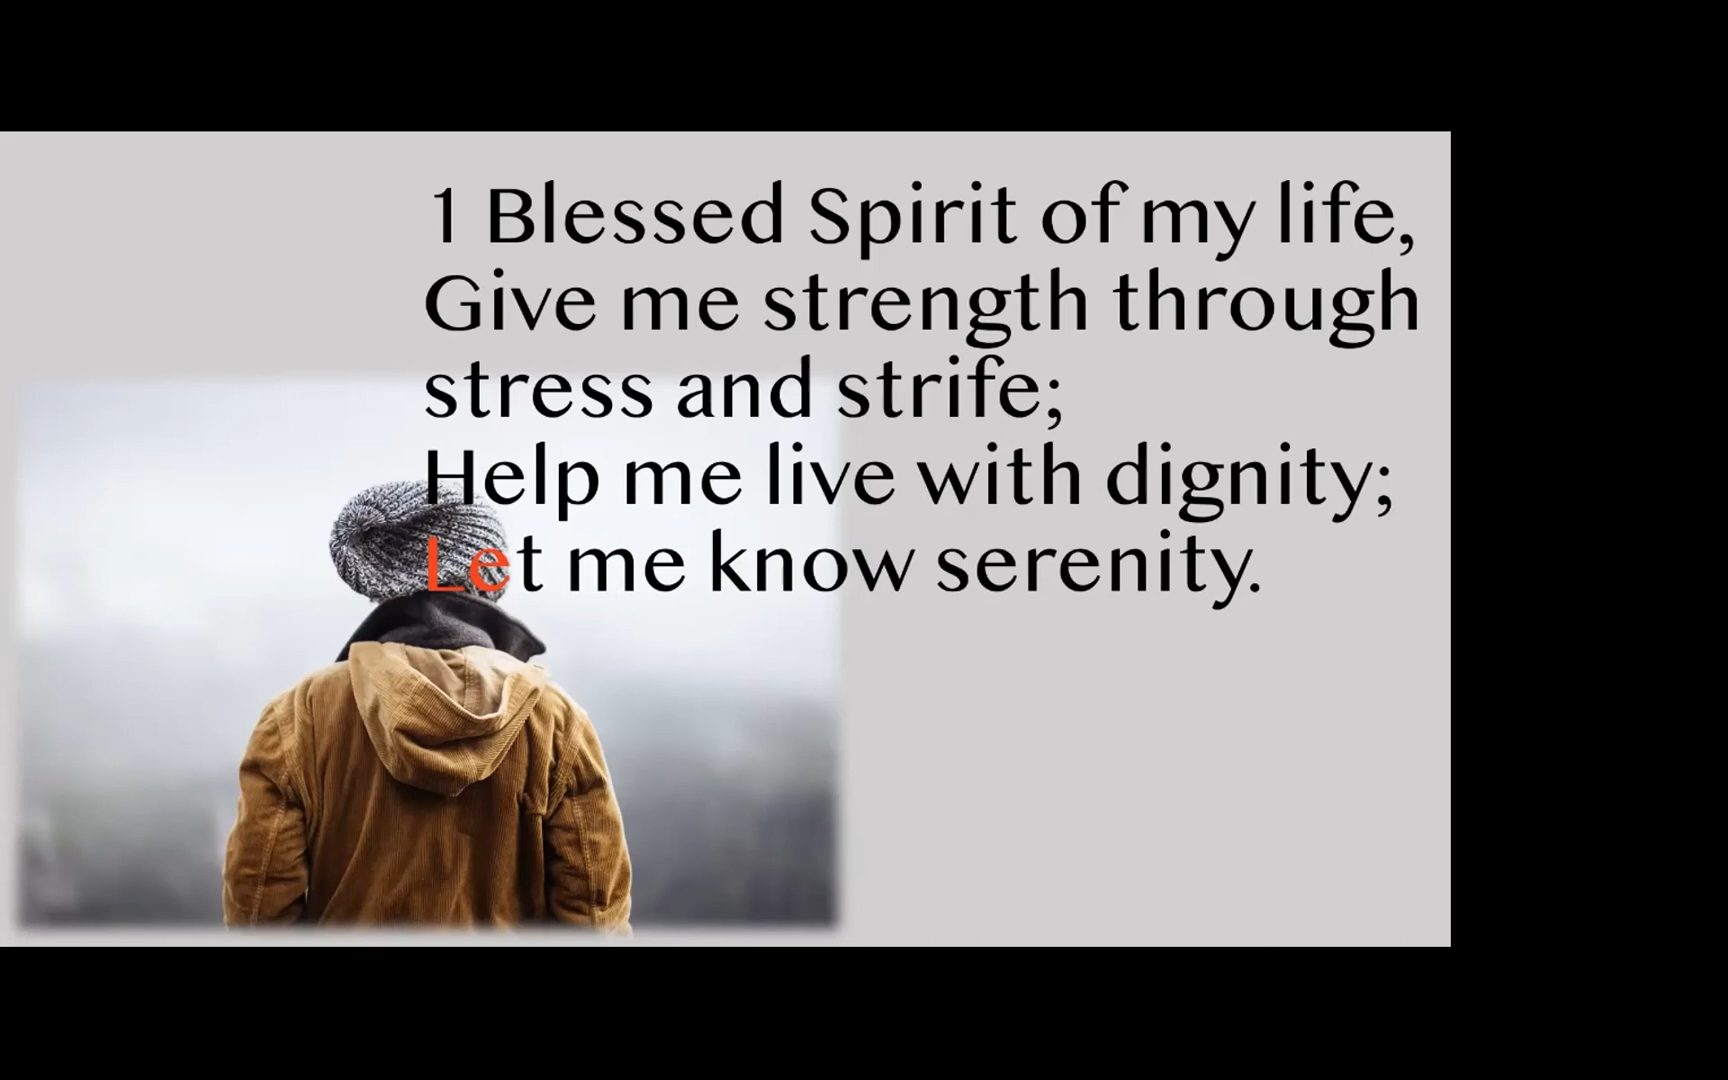 1 Blessed Spirit of my life,
Give me strength through
stress and strife;
Help me live with dignity;
Let me know serenity.